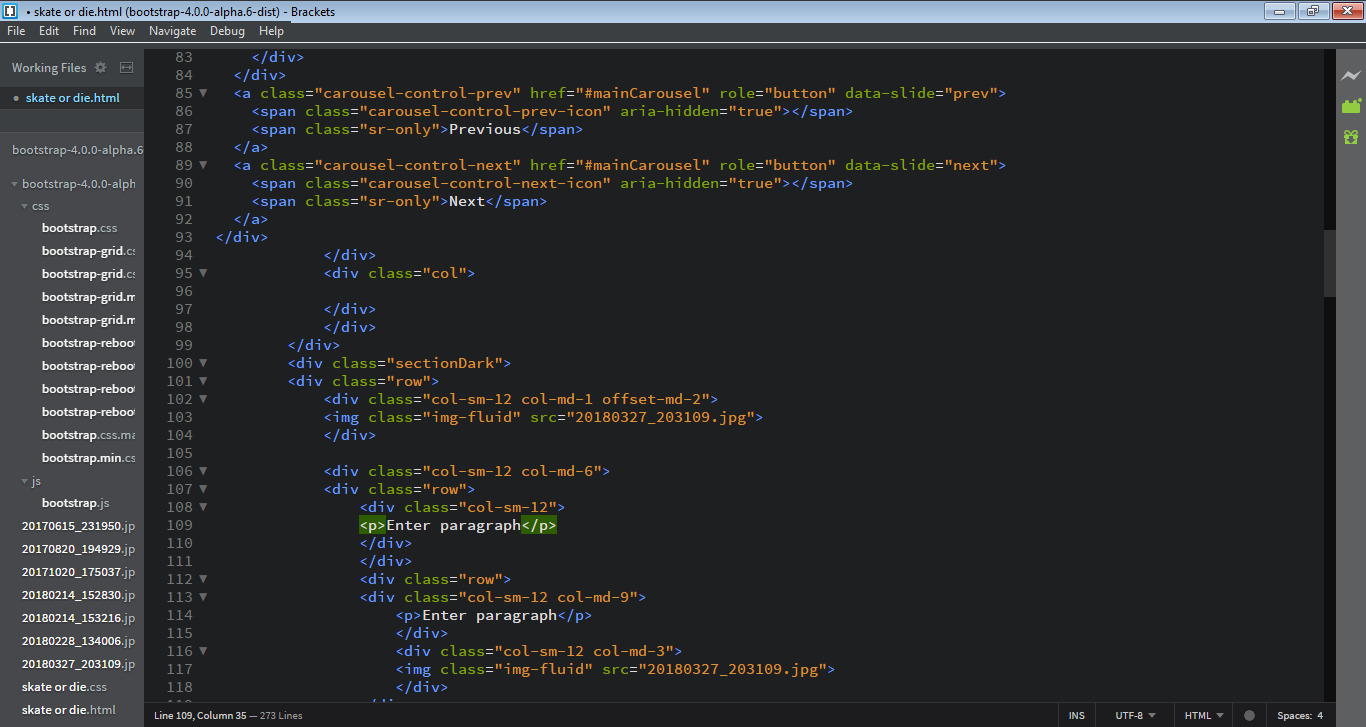 • skate or die.html (bootstrap-4.0.0-alpha.6-dist) - Brackets
File Edit Find View Navigate Debug Help
Working Files
skate or die.html
bootstrap-4.0.0-alpha.6
bootstrap-4.0.0-alph
css
bootstrap.css
bootstrap-grid.cs
bootstrap-grid.cs
bootstrap-grid.m
bootstrap-grid.m
bootstrap-reboot
bootstrap-reboot
bootstrap-reboot
bootstrap-reboot
bootstrap.css.ma
bootstrap.min.cs
js
bootstrap.js
20170615_231950.jp
20170820_194929.jp
20171020_175037.jp
20180214_152830.jp
20180214_153216.jp
20180228_134006.jp
20180327_203109.jp
skate or die.css
skate or die.html
83 </div>
84 </div>
85 <a class="carousel-control-prev" href="#mainCarousel" role="button" data-slide="prev">
86 <span class="carousel-control-prev-icon" aria-hidden="true"></span>
87 <span class="sr-only">Previous</span>
88 </a>
89 <a class="carousel-control-next" href="#mainCarousel" role="button" data-slide="next">
90 <span class="carousel-control-next-icon" aria-hidden="true"></span>
91 <span class="sr-only">Next</span>
92 </a>
93 </div>
94 </div>
95 <div class="col">
96
97 </div>
98 </div>
99 </div>
100 <div class="sectionDark">
101 <div class="row">
102 <div class="col-sm-12 col-md-1 offset-md-2">
103 <img class="img-fluid" src="20180327_203109.jpg">
104 </div>
105
106 <div class="col-sm-12 col-md-6">
107 <div class="row">
108 <div class="col-sm-12">
109 <p>Enter paragraph</p>
110 </div>
111 </div>
112 <div class="row">
113 <div class="col-sm-12 col-md-9">
114 <p>Enter paragraph</p>
115 </div>
116 <div class="col-sm-12 col-md-3">
117 <img class="img-fluid" src="20180327_203109.jpg">
118 </div>
Line 109, Column 35 — 273 Lines
INS UTF-8 HTML Spaces: 4